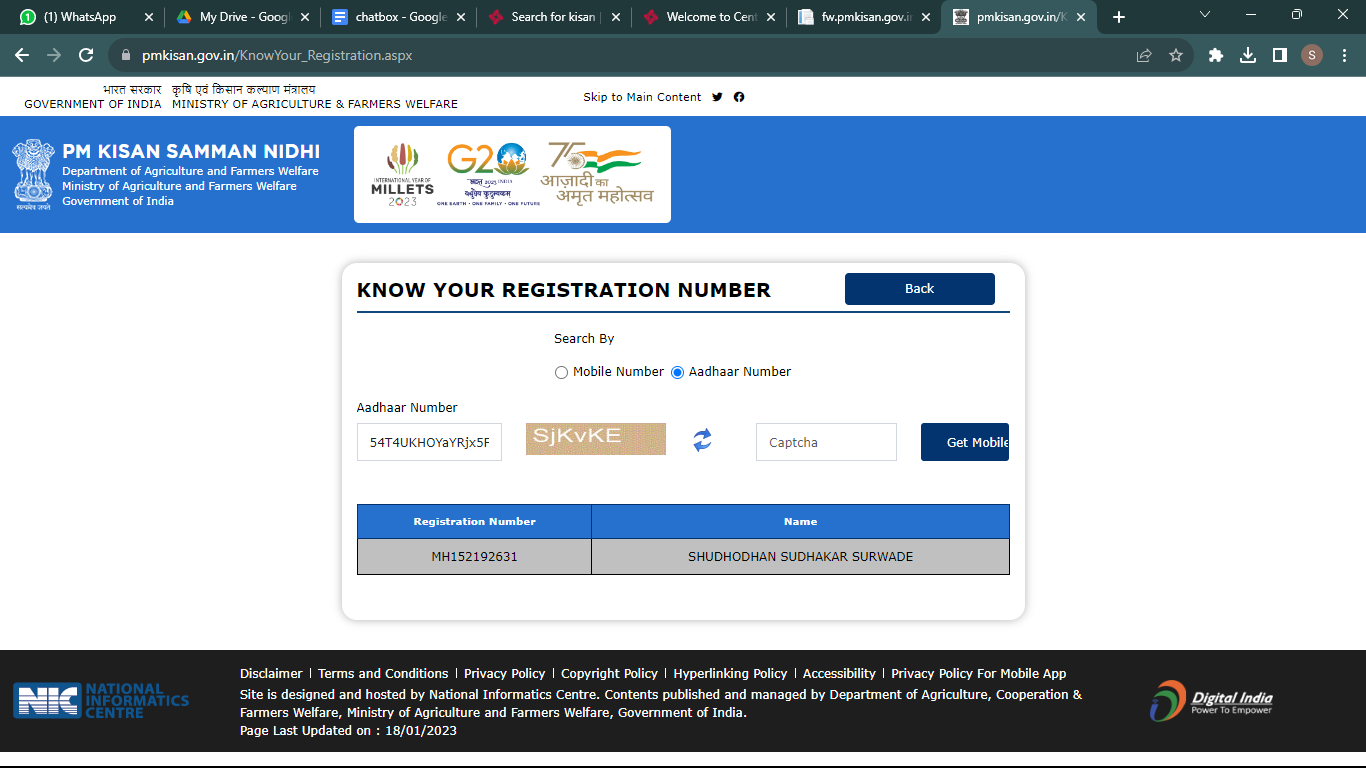 (1) WhatsApp
My Drive - Googl
chatbox - Google
Search for kisan
Welcome to Cent
fw.pmkisan.gov.in
pmkisan.gov.in/K
pmkisan.gov.in/KnowYour_Registration.aspx
S
भारत सरकार कृषि एवं किसान कल्याण मंत्रालय
GOVERNMENT OF INDIA MINISTRY OF AGRICULTURE & FARMERS WELFARE
Skip to Main Content
PM KISAN SAMMAN NIDHI
Department of Agriculture and Farmers Welfare
Ministry of Agriculture and Farmers Welfare
Government of India
सत्यमेव जयते
INTERNATIONAL YEAR OF
MILLETS
2023
G20
भारत 2023 INDIA
वसुधैव कुटुम्बकम्
ONE EARTH • ONE FAMILY • ONE FUTURE
75
आज़ादी का
अमृत महोत्सव
KNOW YOUR REGISTRATION NUMBER
Back
Search By
Mobile Number
Aadhaar Number
Aadhaar Number
54T4UKHOYaYRjx5F
SjKvKE
Captcha
Get Mobile
Registration Number Name
MH152192631 SHUDHODHAN SUDHAKAR SURWADE
NIC NATIONAL
INFORMATICS
CENTRE
Disclaimer | Terms and Conditions | Privacy Policy | Copyright Policy | Hyperlinking Policy | Accessibility | Privacy Policy For Mobile App
Site is designed and hosted by National Informatics Centre. Contents published and managed by Department of Agriculture, Cooperation &
Farmers Welfare, Ministry of Agriculture and Farmers Welfare, Government of India.
Page Last Updated on : 18/01/2023
Digital India
Power To Empower